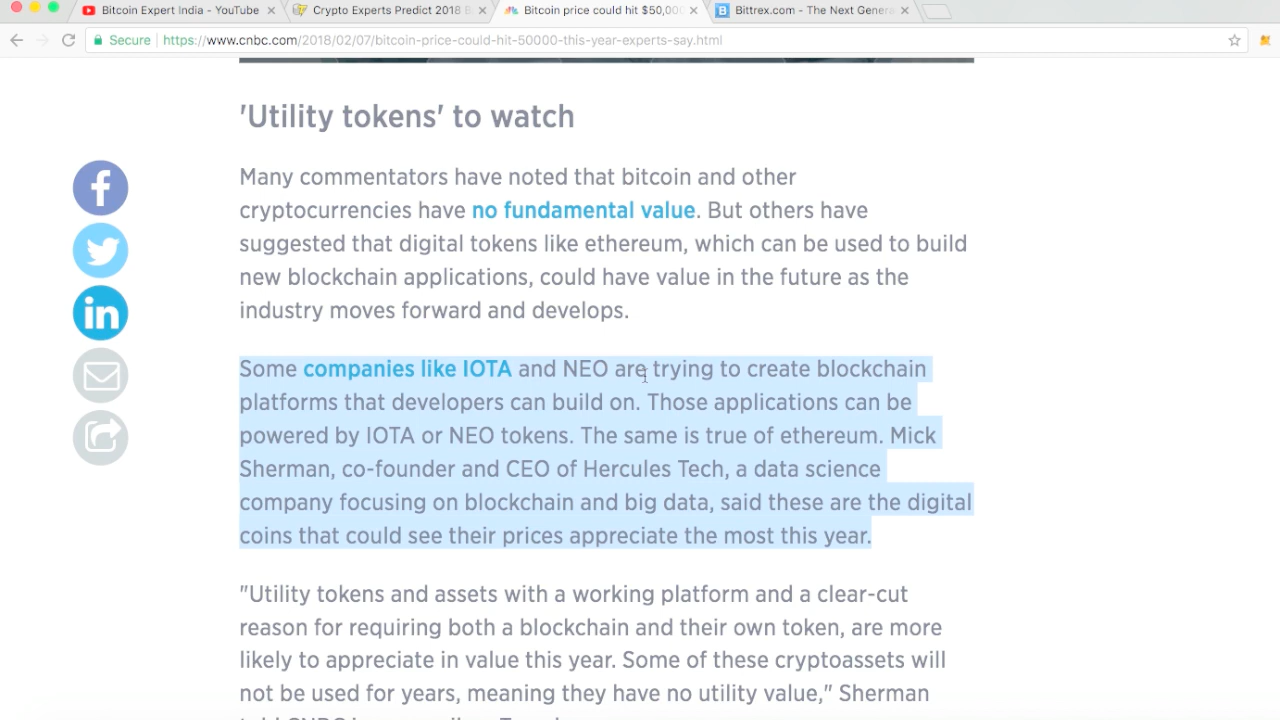 Bitcoin Expert India - YouTube
Crypto Experts Predict 2018 B
Bitcoin price could hit $50,000
Bittrex.com - The Next Genera
Secure
https://www.cnbc.com/2018/02/07/bitcoin-price-could-hit-50000-this-year-experts-say.html
'Utility tokens' to watch
Many commentators have noted that bitcoin and other
cryptocurrencies have no fundamental value. But others have
suggested that digital tokens like ethereum, which can be used to build
new blockchain applications, could have value in the future as the
industry moves forward and develops.
Some companies like IOTA and NEO are trying to create blockchain
platforms that developers can build on. Those applications can be
powered by IOTA or NEO tokens. The same is true of ethereum. Mick
Sherman, co-founder and CEO of Hercules Tech, a data science
company focusing on blockchain and big data, said these are the digital
coins that could see their prices appreciate the most this year.
"Utility tokens and assets with a working platform and a clear-cut
reason for requiring both a blockchain and their own token, are more
likely to appreciate in value this year. Some of these cryptoassets will
not be used for years, meaning they have no utility value," Sherman